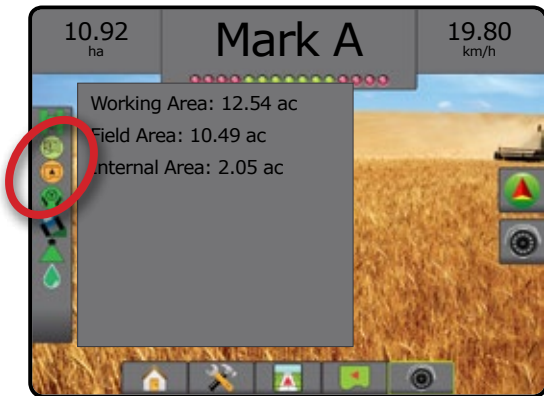 10.92
ha
Mark A
19.80
km/h
Working Area: 12.54 ac
Field Area: 10.49 ac
Internal Area: 2.05 ac